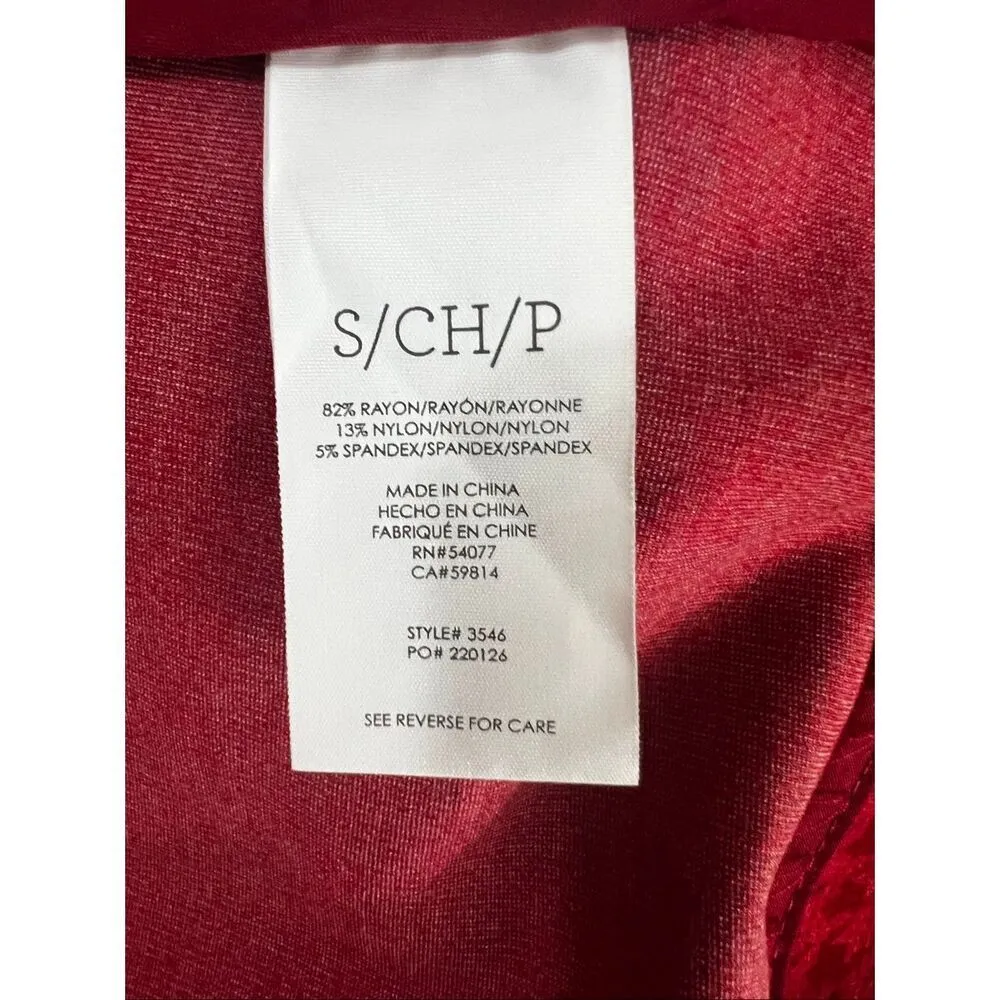 S/CH/P
82% RAYON/RAYÓN/RAYONNE
13% NYLON/NYLON/NYLON
5% SPANDEX/SPANDEX/SPANDEX
MADE IN CHINA
HECHO EN CHINA
FABRIQUÉ EN CHINE
RN#54077
CA#59814
STYLE# 3546
PO# 220126
SEE REVERSE FOR CARE